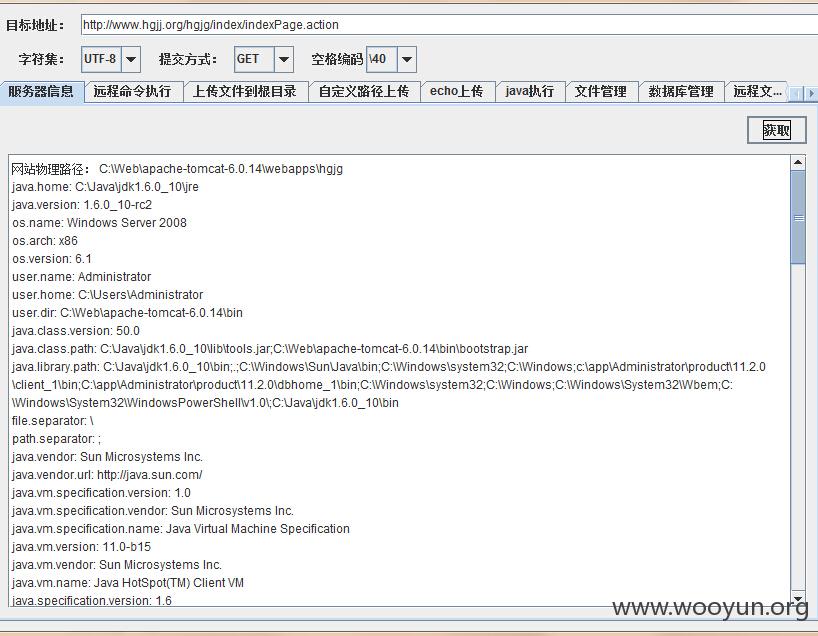 目标地址： http://www.hgjj.org/hgjg/index/indexPage.action
字符集： UTF-8 提交方式： GET 空格编码 \40
服务器信息 远程命令执行 上传文件到根目录 自定义路径上传 echo上传 java执行 文件管理 数据库管理 远程文...
获取
网站物理路径： C:\Web\apache-tomcat-6.0.14\webapps\hgjg
java.home: C:\Java\jdk1.6.0_10\jre
java.version: 1.6.0_10-rc2
os.name: Windows Server 2008
os.arch: x86
os.version: 6.1
user.name: Administrator
user.home: C:\Users\Administrator
user.dir: C:\Web\apache-tomcat-6.0.14\bin
java.class.version: 50.0
java.class.path: C:\Java\jdk1.6.0_10\lib\tools.jar;C:\Web\apache-tomcat-6.0.14\bin\bootstrap.jar
java.library.path: C:\Java\jdk1.6.0_10\bin;.;C:\Windows\Sun\Java\bin;C:\Windows\system32;C:\Windows;c:\app\Administrator\product\11.2.0
\client_1\bin;C:\app\Administrator\product\11.2.0\dbhome_1\bin;C:\Windows\system32;C:\Windows;C:\Windows\System32\Wbem;C:
\Windows\System32\WindowsPowerShell\v1.0\;C:\Java\jdk1.6.0_10\bin
file.separator: \
path.separator: ;
java.vendor: Sun Microsystems Inc.
java.vendor.url: http://java.sun.com/
java.vm.specification.version: 1.0
java.vm.specification.vendor: Sun Microsystems Inc.
java.vm.specification.name: Java Virtual Machine Specification
java.vm.version: 11.0-b15
java.vm.vendor: Sun Microsystems Inc.
java.vm.name: Java HotSpot(TM) Client VM
java.specification.version: 1.6
www.wooyun.org